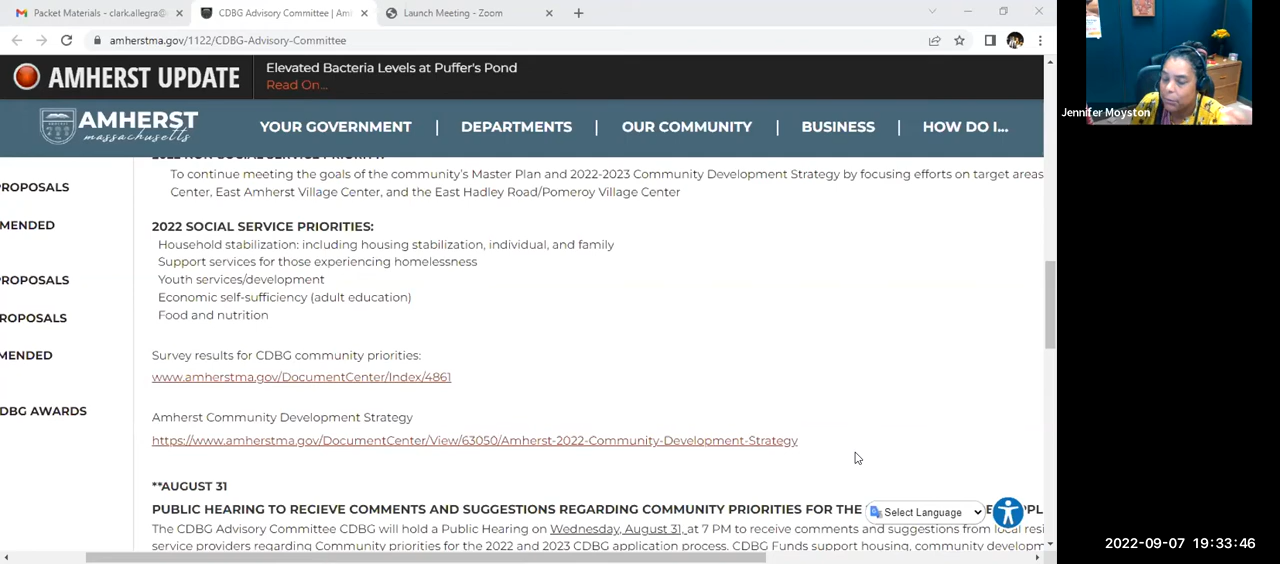 Packet Materials - clark.allegra@
CDBG Advisory Committee | Am
Launch Meeting - Zoom
amherstma.gov/1122/CDBG-Advisory-Committee
AMHERST UPDATE
Elevated Bacteria Levels at Puffer's Pond
Read On...
AMHERST
massachusetts
YOUR GOVERNMENT
DEPARTMENTS
OUR COMMUNITY
BUSINESS
HOW DO I...
Jennifer Moyston
PROPOSALS
MENDED
PROPOSALS
ROPOSALS
MENDED
DBG AWARDS
2022 NON SOCIAL SERVICE PRIORITY:
To continue meeting the goals of the community's Master Plan and 2022-2023 Community Development Strategy by focusing efforts on target areas
Center, East Amherst Village Center, and the East Hadley Road/Pomeroy Village Center
2022 SOCIAL SERVICE PRIORITIES:
Household stabilization: including housing stabilization, individual, and family
Support services for those experiencing homelessness
Youth services/development
Economic self-sufficiency (adult education)
Food and nutrition
Survey results for CDBG community priorities:
www.amherstma.gov/DocumentCenter/Index/4861
Amherst Community Development Strategy
https://www.amherstma.gov/DocumentCenter/View/63050/Amherst-2022-Community-Development-Strategy
**AUGUST 31
PUBLIC HEARING TO RECIEVE COMMENTS AND SUGGESTIONS REGARDING COMMUNITY PRIORITIES FOR THE
The CDBG Advisory Committee CDBG will hold a Public Hearing on Wednesday, August 31, at 7 PM to receive comments and suggestions from local resi
service providers regarding Community priorities for the 2022 and 2023 CDBG application process. CDBG Funds support housing, community developm
Select Language
2022-09-07 19:33:46